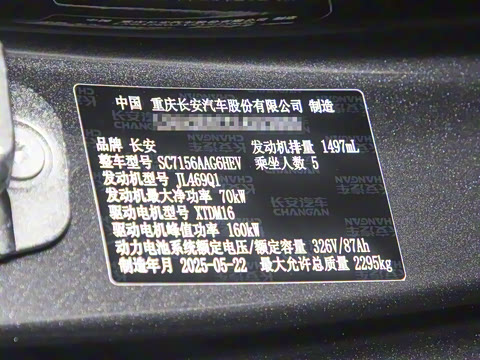 中国 重庆长安汽车股份有限公司 制造
品牌 长安 发动机排量 1497mL
整车型号 SC7156AAG6HEV 乘坐人数 5
发动机型号 JL469Q1
发动机最大净功率 70kW
驱动电机型号 XTDM16
驱动电机峰值功率 160kW
动力电池系统额定电压/额定容量 326V/87Ah
制造年月 2025-05-22 最大允许总质量 2295kg